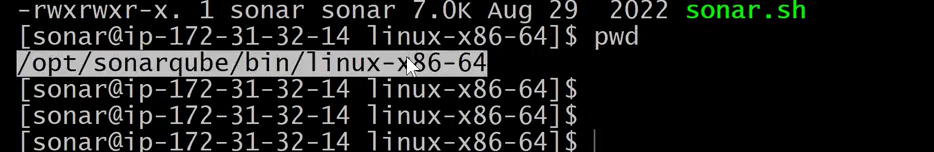 -rwxrwxr-x. 1 sonar sonar 7.0K Aug 29  2022 sonar.sh
[sonar@ip-172-31-32-14 linux-x86-64]$ pwd
/opt/sonarqube/bin/linux-x86-64
[sonar@ip-172-31-32-14 linux-x86-64]$
[sonar@ip-172-31-32-14 linux-x86-64]$
[sonar@ip-172-31-32-14 linux-x86-64]$